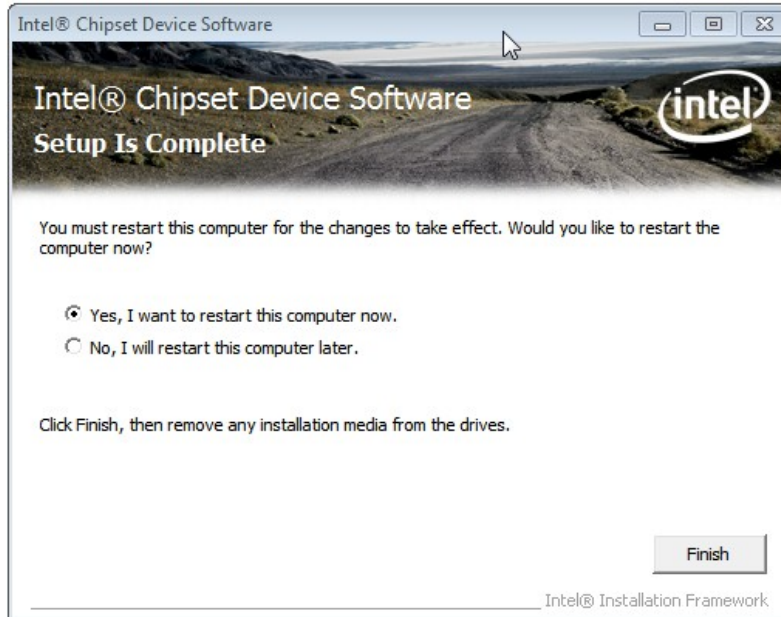 Intel® Chipset Device Software
Intel® Chipset Device Software
intel
Setup Is Complete
You must restart this computer for the changes to take effect. Would you like to restart the
computer now?
Yes, I want to restart this computer now.
No, I will restart this computer later.
Click Finish, then remove any installation media from the drives.
Finish
Intel® Installation Framework